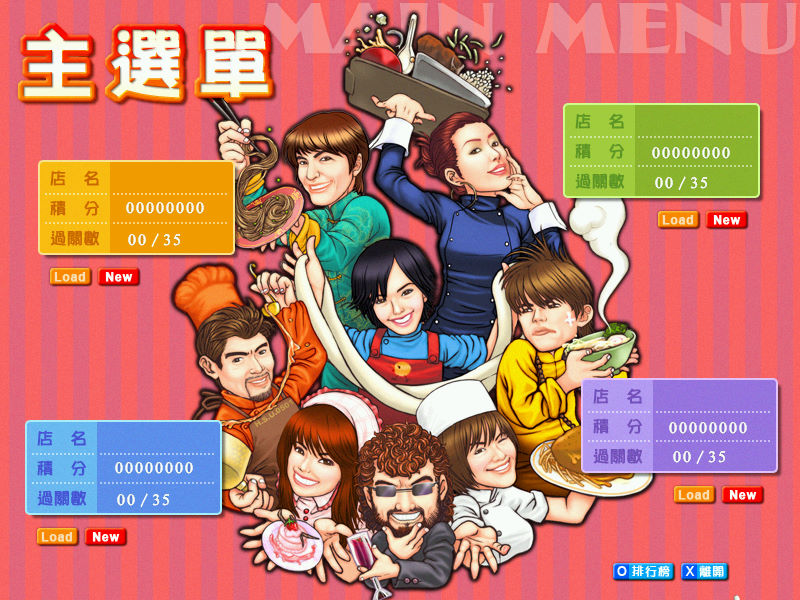 MAIN MENU
主選單
店名
積分 00000000
過關數 00 / 35
Load New
店名
積分 00000000
過關數 00 / 35
Load New
店名
積分 00000000
過關數 00 / 35
Load New
店名
積分 00000000
過關數 00 / 35
Load New
O 排行榜 X 離開